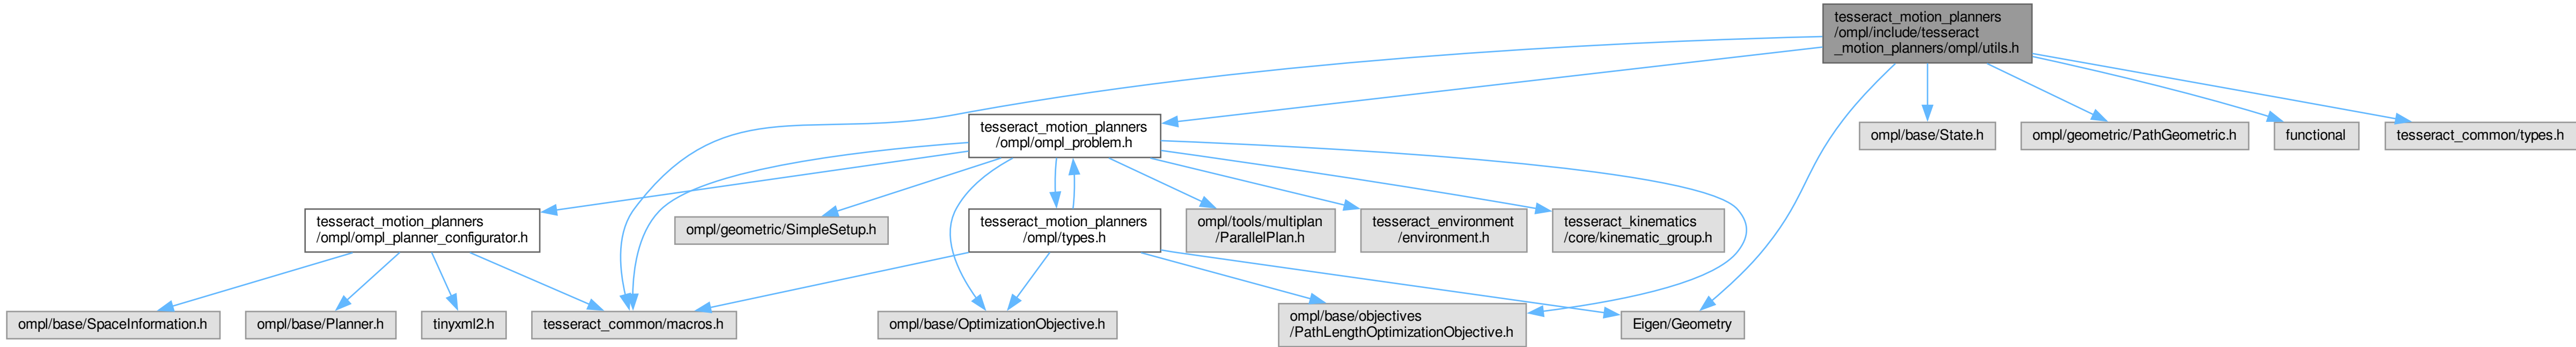 tesseract_motion_planners
/ompl/include/tesseract
_motion_planners/ompl/utils.h
tesseract_motion_planners
/ompl/ompl_problem.h
ompl/base/State.h
ompl/geometric/PathGeometric.h
functional
tesseract_common/types.h
tesseract_motion_planners
/ompl/ompl_planner_configurator.h
ompl/geometric/SimpleSetup.h
tesseract_motion_planners
/ompl/types.h
ompl/tools/multiplan
/ParallelPlan.h
tesseract_environment
/environment.h
tesseract_kinematics
/core/kinematic_group.h
ompl/base/SpaceInformation.h
ompl/base/Planner.h
tinyxml2.h
tesseract_common/macros.h
ompl/base/OptimizationObjective.h
ompl/base/objectives
/PathLengthOptimizationObjective.h
Eigen/Geometry